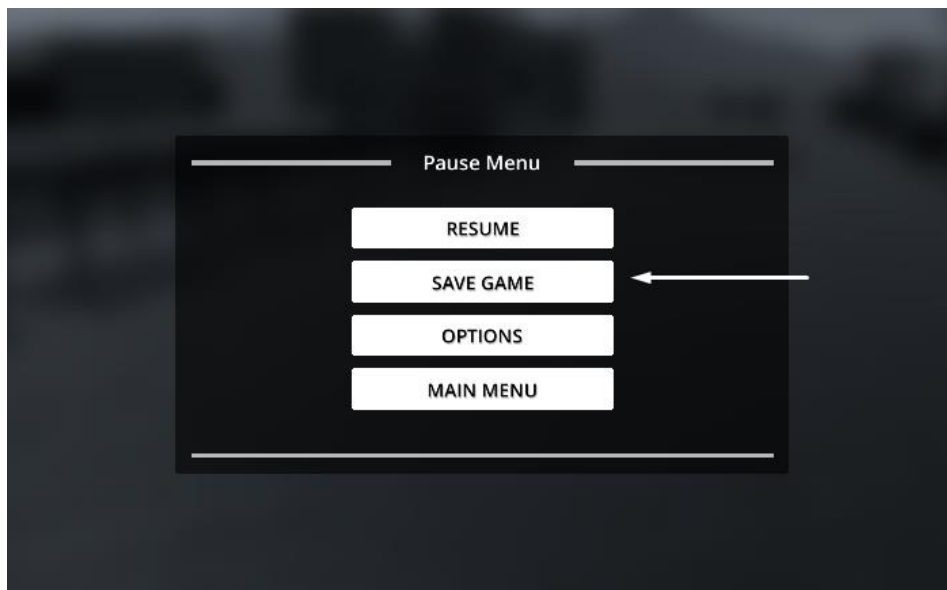 Pause Menu
RESUME
SAVE GAME
OPTIONS
MAIN MENU